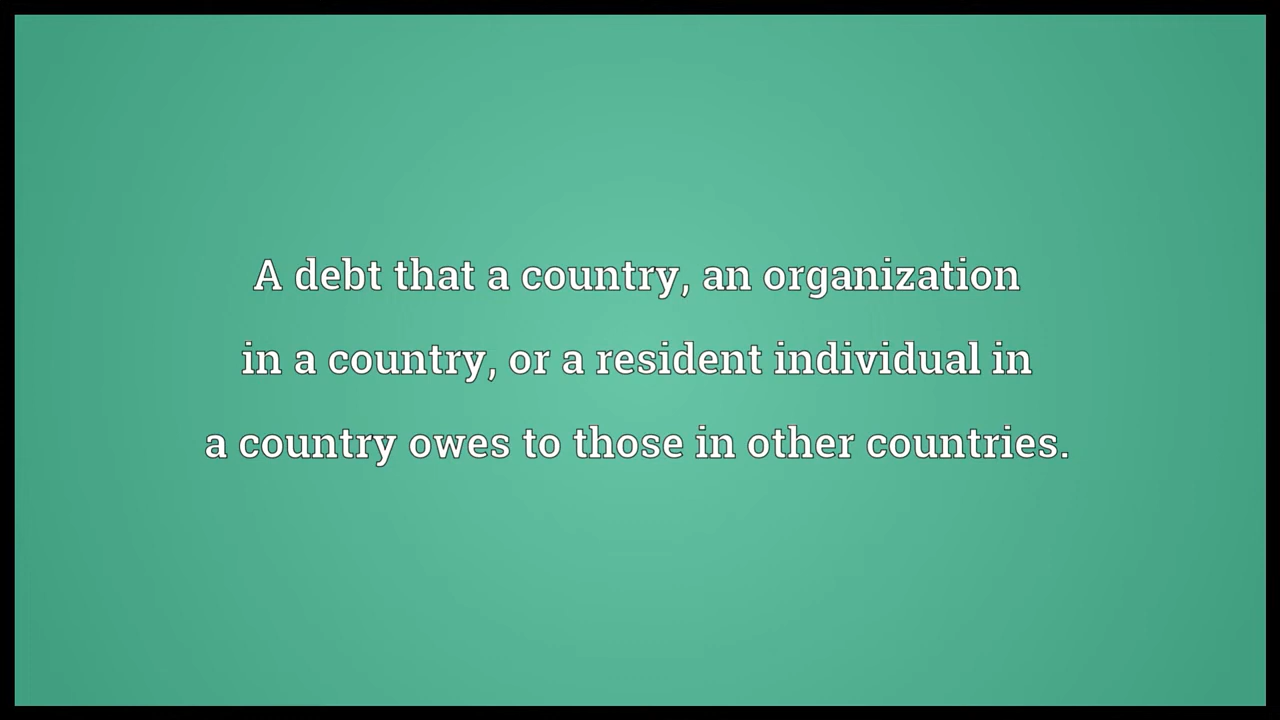 A debt that a country, an organization
in a country, or a resident individual in
a country owes to those in other countries.